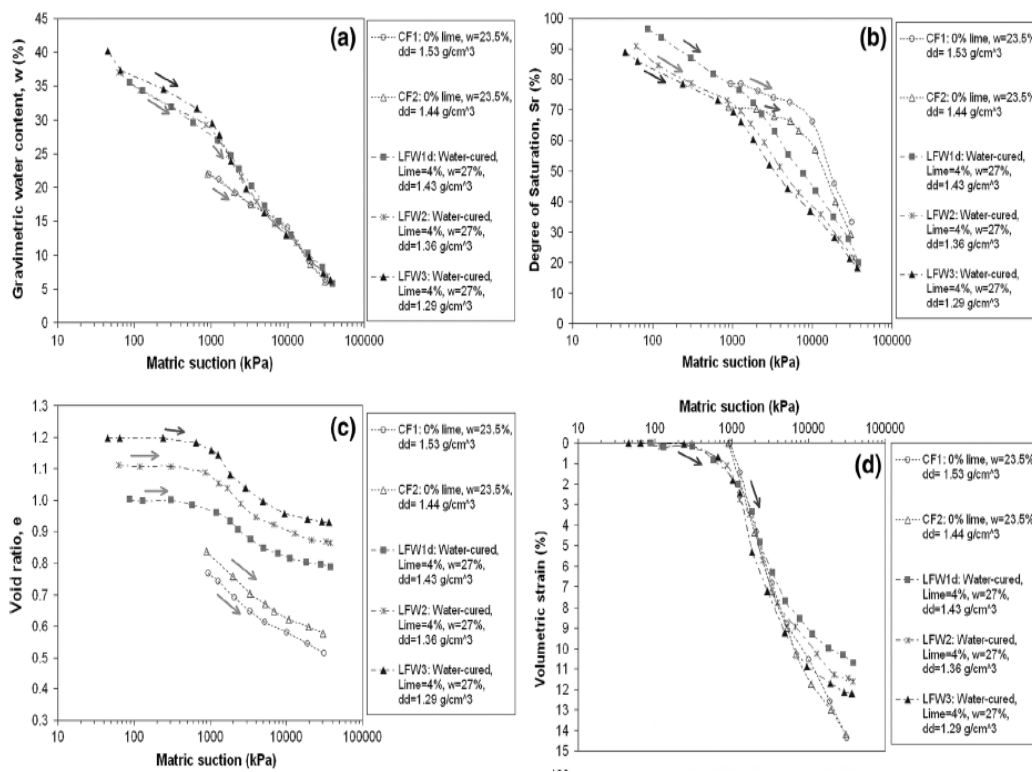 45
40
35
30
25
20
15
10
5
0
10 100 1000 10000 100000
Gravimetric water content, w (%)
Matric suction (kPa)
(a)
CF1: 0% lime, w=23.5%,
dd= 1.53 g/cm^3
CF2: 0% lime, w=23.5%,
dd= 1.44 g/cm^3
LFW1d: Water-cured,
Lime=4%, w=27%,
dd=1.43 g/cm^3
LFW2: Water-cured,
Lime=4%, w=27%,
dd=1.36 g/cm^3
LFW3: Water-cured,
Lime=4%, w=27%,
dd=1.29 g/cm^3
100
90
80
70
60
50
40
30
20
10
0
10 100 1000 10000 100000
Degree of Saturation, Sr (%)
Matric suction (kPa)
(b)
CF1: 0% lime, w=23.5%,
dd= 1.53 g/cm^3
CF2: 0% lime, w=23.5%,
dd= 1.44 g/cm^3
LFW1d: Water-cured,
Lime=4%, w=27%,
dd=1.43 g/cm^3
LFW2: Water-cured,
Lime=4%, w=27%,
dd=1.36 g/cm^3
LFW3: Water-cured,
Lime=4%, w=27%,
dd=1.29 g/cm^3
1.3
1.2
1.1
1.0
0.9
0.8
0.7
0.6
0.5
0.4
0.3
10 100 1000 10000 100000
Void ratio, e
Matric suction (kPa)
(c)
CF1: 0% lime, w=23.5%,
dd= 1.53 g/cm^3
CF2: 0% lime, w=23.5%,
dd= 1.44 g/cm^3
LFW1d: Water-cured,
Lime=4%, w=27%,
dd=1.43 g/cm^3
LFW2: Water-cured,
Lime=4%, w=27%,
dd=1.36 g/cm^3
LFW3: Water-cured,
Lime=4%, w=27%,
dd=1.29 g/cm^3
Matric suction (kPa)
10 100 1000 10000 100000
0
1
2
3
4
5
6
7
8
9
10
11
12
13
14
15
Volumetric strain (%)
(d)
CF1: 0% lime, w=23.5%,
dd= 1.53 g/cm^3
CF2: 0% lime, w=23.5%,
dd= 1.44 g/cm^3
LFW1d: Water-cured,
Lime=4%, w=27%,
dd=1.43 g/cm^3
LFW2: Water-cured,
Lime=4%, w=27%,
dd=1.36 g/cm^3
LFW3: Water-cured,
Lime=4%, w=27%,
dd=1.29 g/cm^3